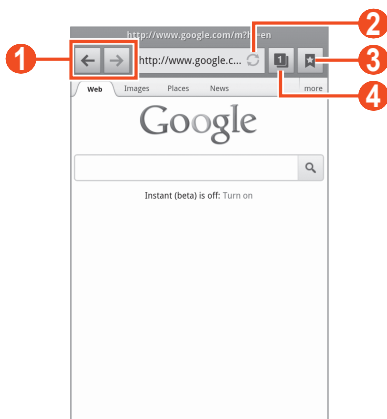 http://www.google.com/m?hl=en
1
2
http://www.google.c...
1
3
4
Web Images Places News more
Google
Instant (beta) is off: Turn on